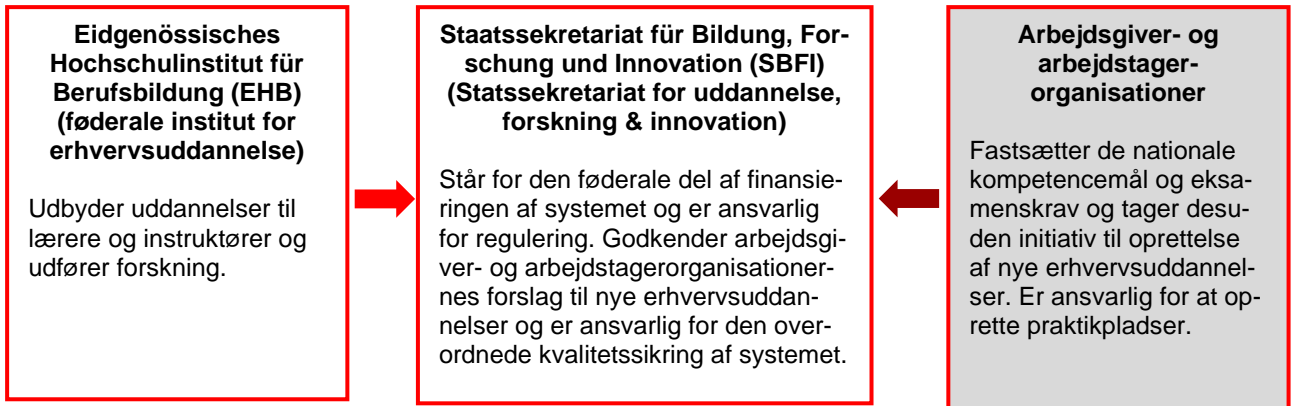 Eidgenössisches
Hochschulinstitut für
Berufsbildung (EHB)
(føderale institut for
erhvervsuddannelse)
Udbyder uddannelser til
lærere og instruktører og
udfører forskning.
Staatssekretariat für Bildung, For-
schung und Innovation (SBFI)
(Statssekretariat for uddannelse,
forskning & innovation)
Står for den føderale del af finansie-
ringen af systemet og er ansvarlig
for regulering. Godkender arbejdsgi-
ver- og arbejdstagerorganisationer-
nes forslag til nye erhvervsuddan-
nelser og er ansvarlig for den over-
ordnede kvalitetssikring af systemet.
Arbejdsgiver- og
arbejdstager-
organisationer
Fastsætter de nationale
kompetencemål og eksa-
menskrav og tager desu-
den initiativ til oprettelse
af nye erhvervsuddannel-
ser. Er ansvarlig for at op-
rette praktikpladser.